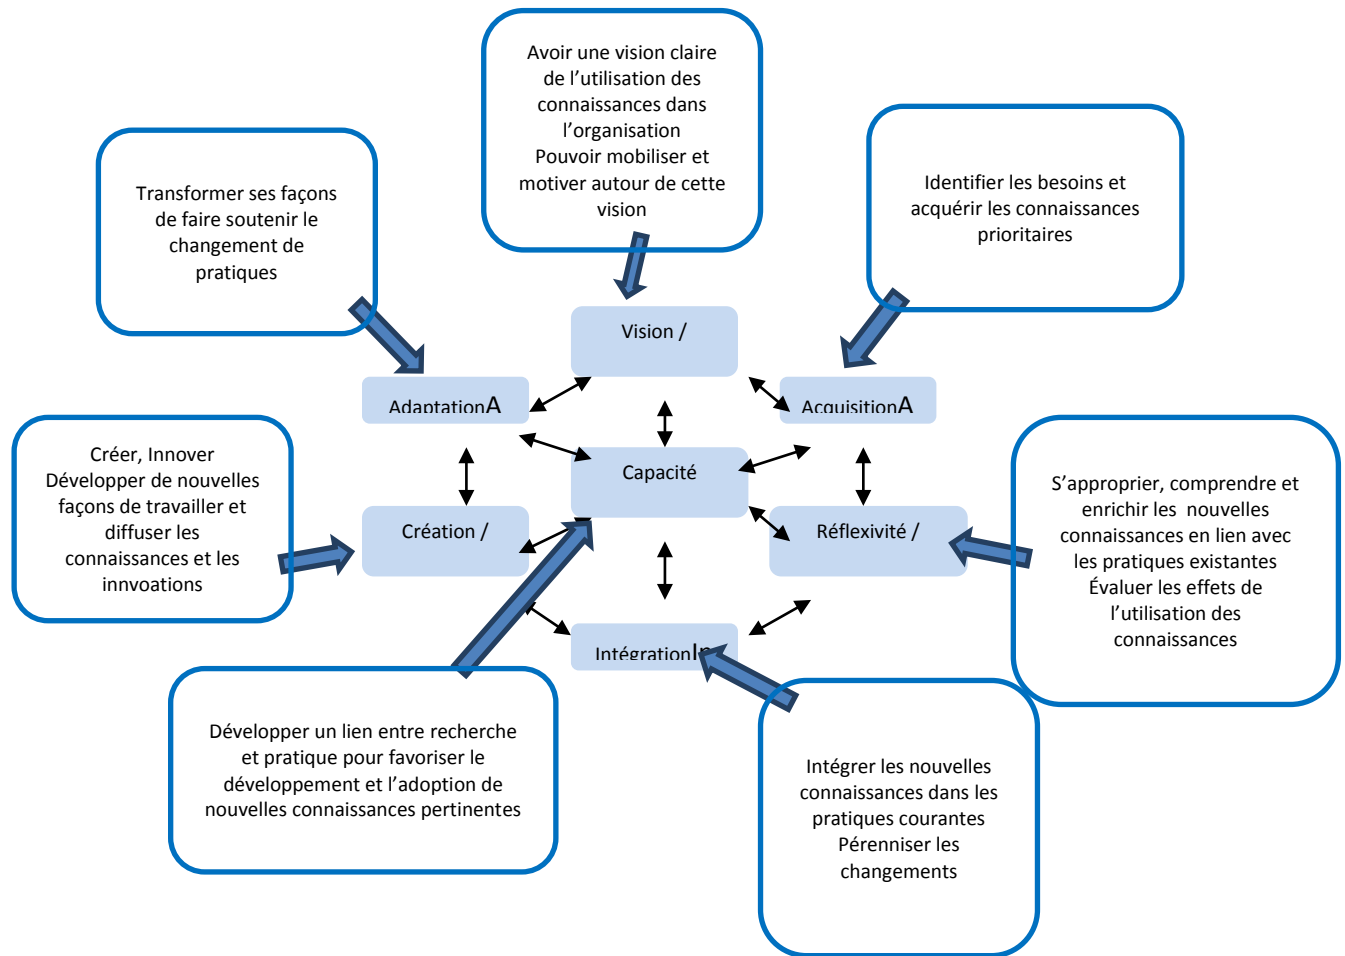 Avoir une vision claire
de l’utilisation des
connaissances dans
l’organisation
Pouvoir mobiliser et
motiver autour de cette
vision
Transformer ses façons
de faire soutenir le
changement de
pratiques
Identifier les besoins et
acquérir les connaissances
prioritaires
Vision /
AdaptationA
AcquisitionA
Créer, Innover
Développer de nouvelles
façons de travailler et
diffuser les
connaissances et les
innvoations
Capacité
Création /
Réflexivité /
S’approprier, comprendre et
enrichir les nouvelles
connaissances en lien avec
les pratiques existantes
Évaluer les effets de
l’utilisation des
connaissances
IntégrationIn
Développer un lien entre recherche
et pratique pour favoriser le
développement et l’adoption de
nouvelles connaissances pertinentes
Intégrer les nouvelles
connaissances dans les
pratiques courantes
Pérenniser les
changements